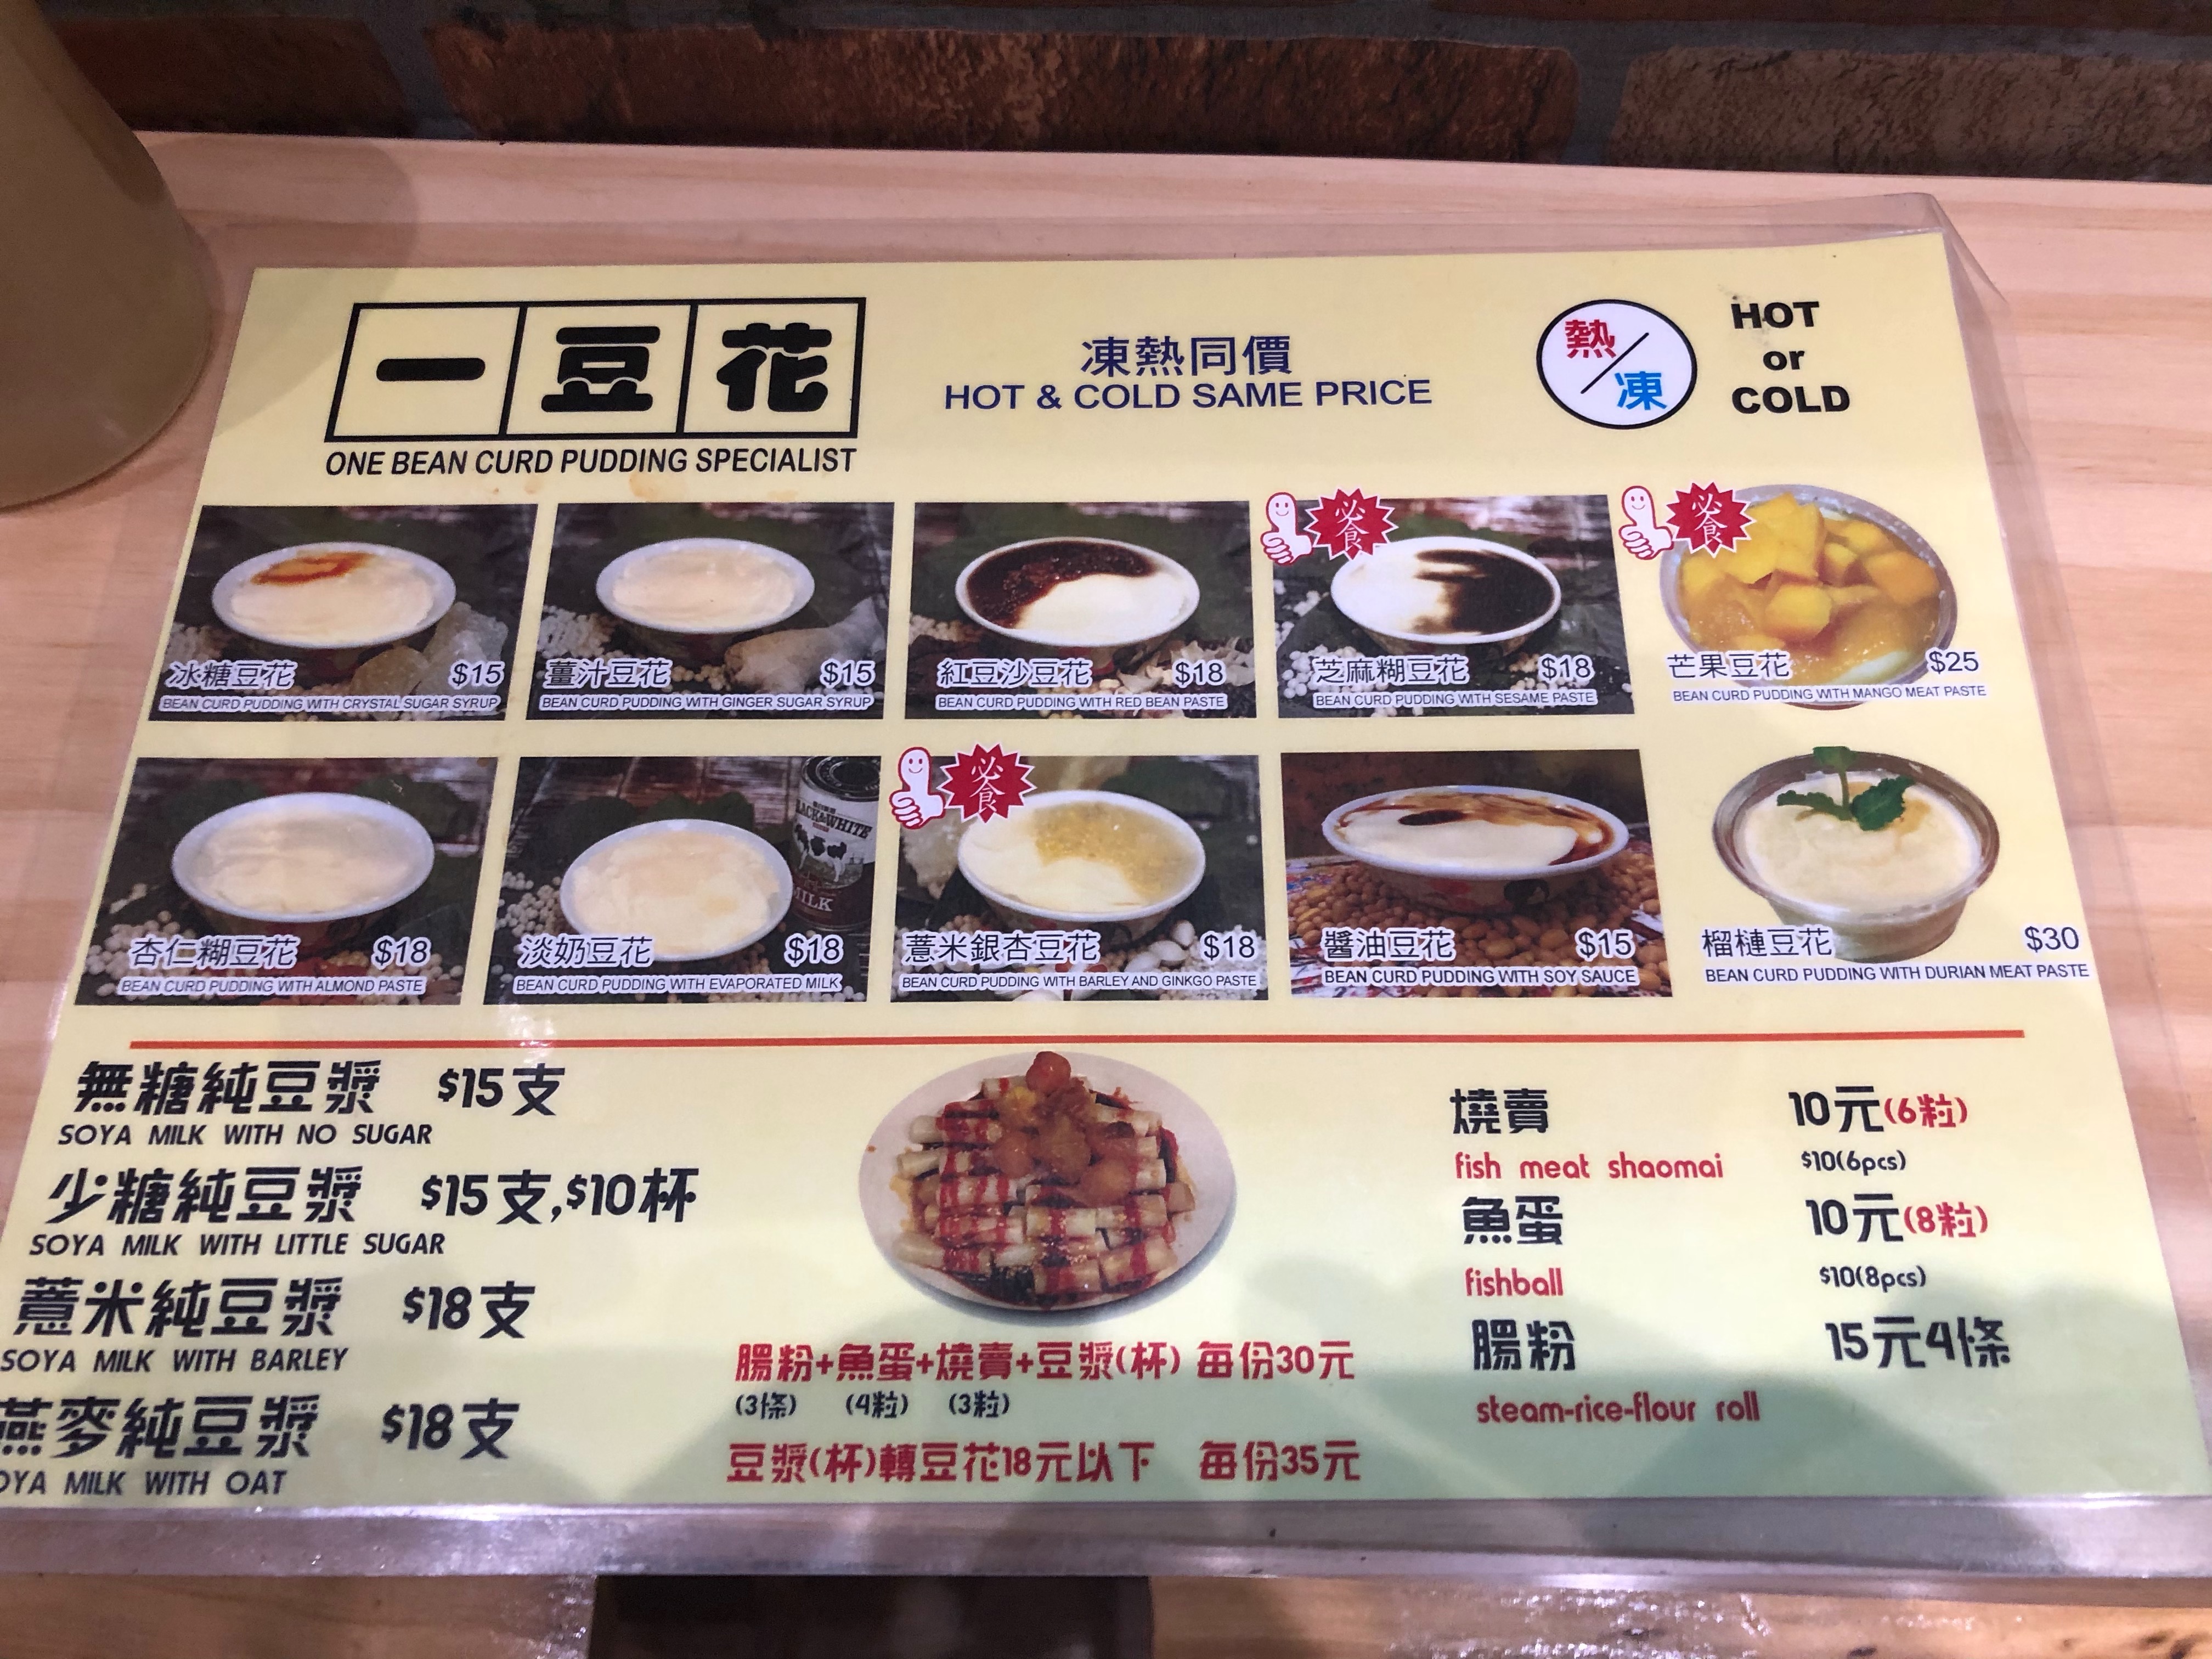 一豆花
ONE BEAN CURD PUDDING SPECIALIST
凍熱同價
HOT & COLD SAME PRICE
熱/凍
HOT
or
COLD
冰糖豆花 $15
BEAN CURD PUDDING WITH CRYSTAL SUGAR SYRUP
薑汁豆花 $15
BEAN CURD PUDDING WITH GINGER SUGAR SYRUP
紅豆沙豆花 $18
BEAN CURD PUDDING WITH RED BEAN PASTE
必食
芝麻糊豆花 $18
BEAN CURD PUDDING WITH SESAME PASTE
必食
芒果豆花 $25
BEAN CURD PUDDING WITH MANGO MEAT PASTE
杏仁糊豆花 $18
BEAN CURD PUDDING WITH ALMOND PASTE
BLACK&WHITE
MILK
淡奶豆花 $18
BEAN CURD PUDDING WITH EVAPORATED MILK
必食
薏米銀杏豆花 $18
BEAN CURD PUDDING WITH BARLEY AND GINKGO PASTE
醬油豆花 $15
BEAN CURD PUDDING WITH SOY SAUCE
榴槤豆花 $30
BEAN CURD PUDDING WITH DURIAN MEAT PASTE
無糖純豆漿 $15支
SOYA MILK WITH NO SUGAR
少糖純豆漿 $15支,$10杯
SOYA MILK WITH LITTLE SUGAR
薏米純豆漿 $18支
SOYA MILK WITH BARLEY
燕麥純豆漿 $18支
OYA MILK WITH OAT
腸粉+魚蛋+燒賣+豆漿(杯) 每份30元
(3條) (4粒) (3粒)
豆漿(杯)轉豆花18元以下 每份35元
燒賣 10元(6粒)
fish meat shaomai $10(6pcs)
魚蛋 10元(8粒)
fishball $10(8pcs)
腸粉 15元4條
steam-rice-flour roll